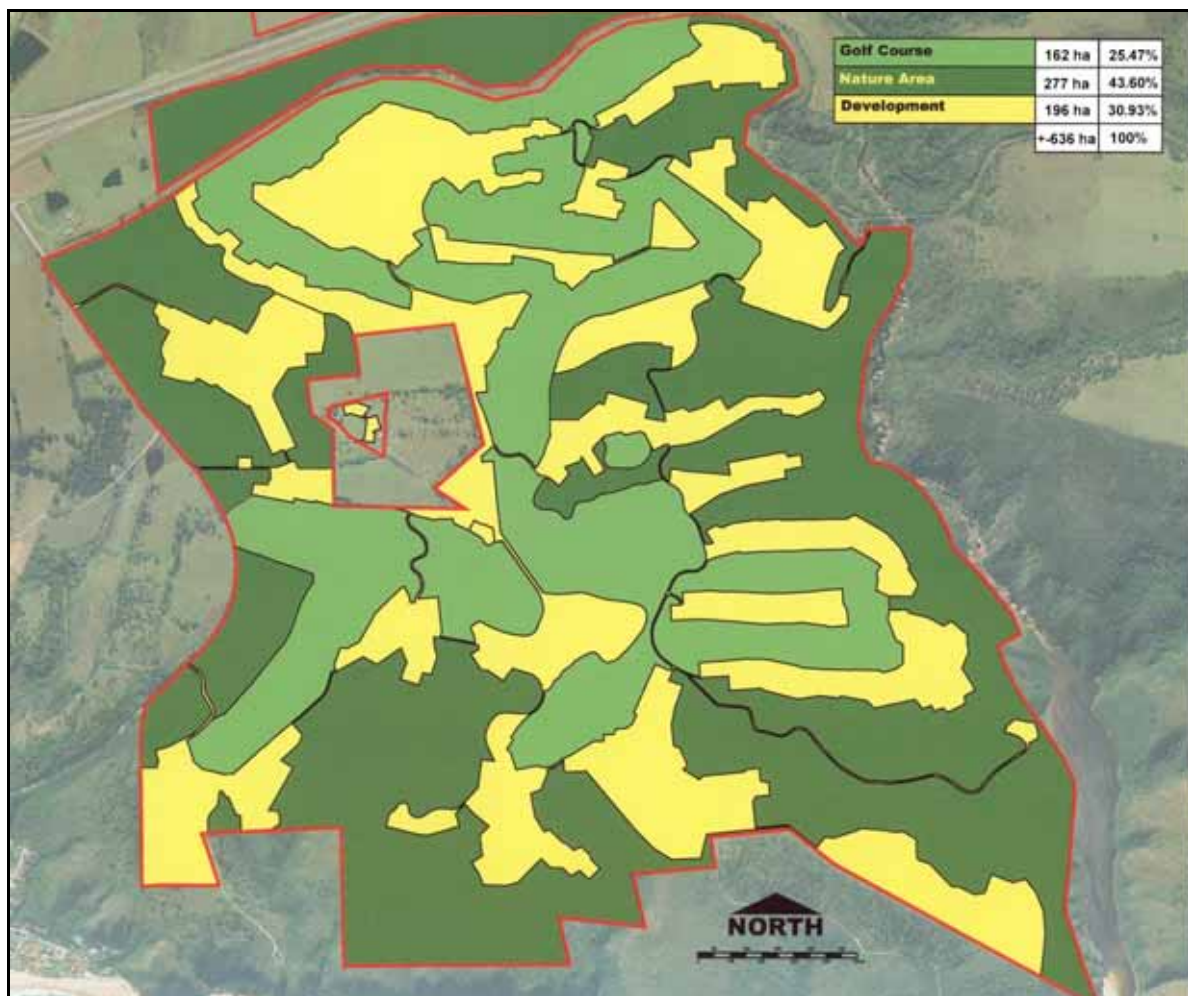 Golf Course 162 ha 25.47%
Nature Area 277 ha 43.60%
Development 196 ha 30.93%
+-636 ha 100%
NORTH